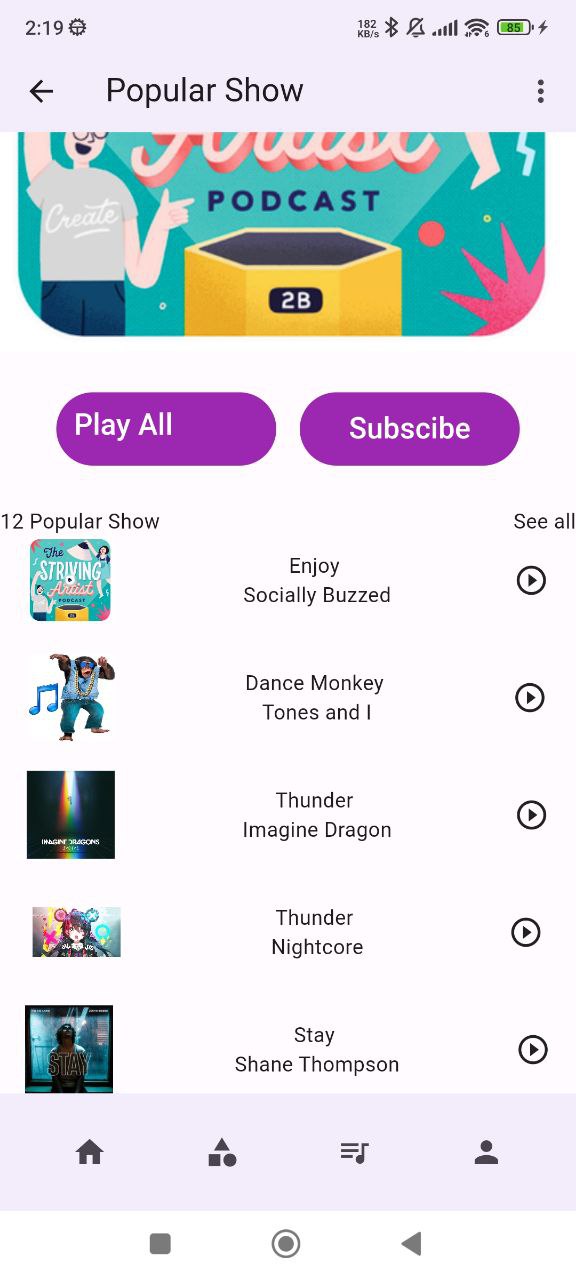 2:19
182
KB/s
6
85
Popular Show
Artist
PODCAST
Create
2B
Play All
Subscibe
12 Popular Show
See all
The
STRIVING
Artist
PODCAST
Enjoy
Socially Buzzed
Dance Monkey
Tones and I
Thunder
Imagine Dragon
IMAGINE DRAGONS
Thunder
Nightcore
Stay
Shane Thompson
STAY